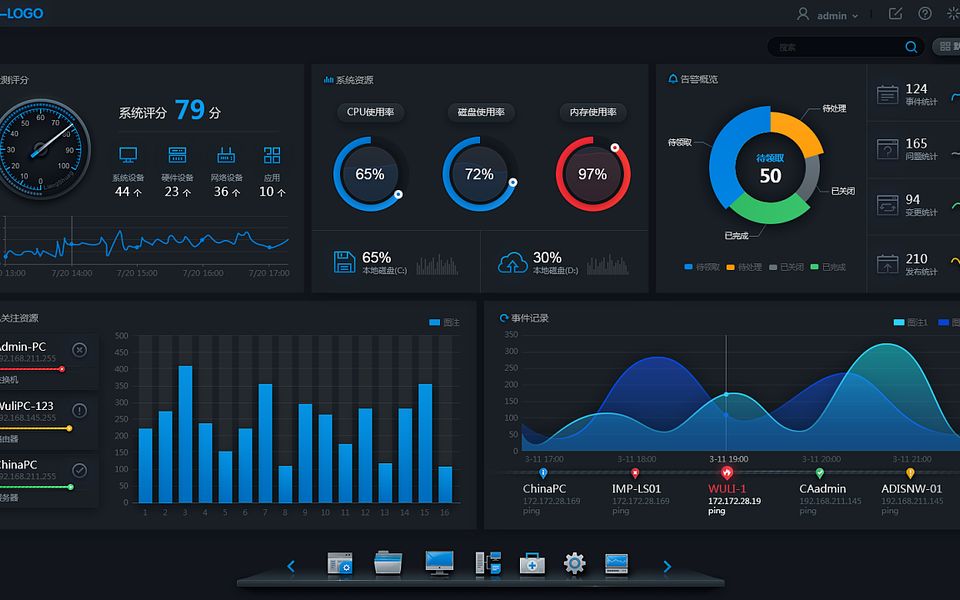 LOGO
admin
搜索
测评分
系统评分 79 分
0
10
20
30
40
50
60
70
80
90
100
系统设备
44 个
硬件设备
23 个
网络设备
36 个
应用
10 个
13:00
7/20 14:00
7/20 15:00
7/20 16:00
7/20 17:00
系统资源
CPU使用率
磁盘使用率
内存使用率
65%
72%
97%
65%
本地磁盘(C:)
30%
本地磁盘(D:)
告警概览
待处理
待领取
待领取
50
已关闭
已完成
待领取
待处理
已关闭
已完成
124
事件统计
165
问题统计
94
变更统计
210
发布统计
关注资源
Admin-PC
92.168.211.255
换机
WuliPC-123
92.168.145.255
由器
ChinaPC
92.168.211.255
务器
图注
500
450
400
350
300
250
200
150
100
50
0
1 2 3 4 5 6 7 8 9 10 11 12 13 14 15 16
事件记录
图注1
350
300
250
200
150
100
50
0
3-11 17:00
3-11 18:00
3-11 19:00
3-11 20:00
3-11 21:00
ChinaPC
172.172.28.169
ping
IMP-LS01
172.172.28.169
ping
WULI-1
172.172.28.19
ping
CAadmin
192.168.211.145
ping
ADISNW-01
192.168.211.145
ping